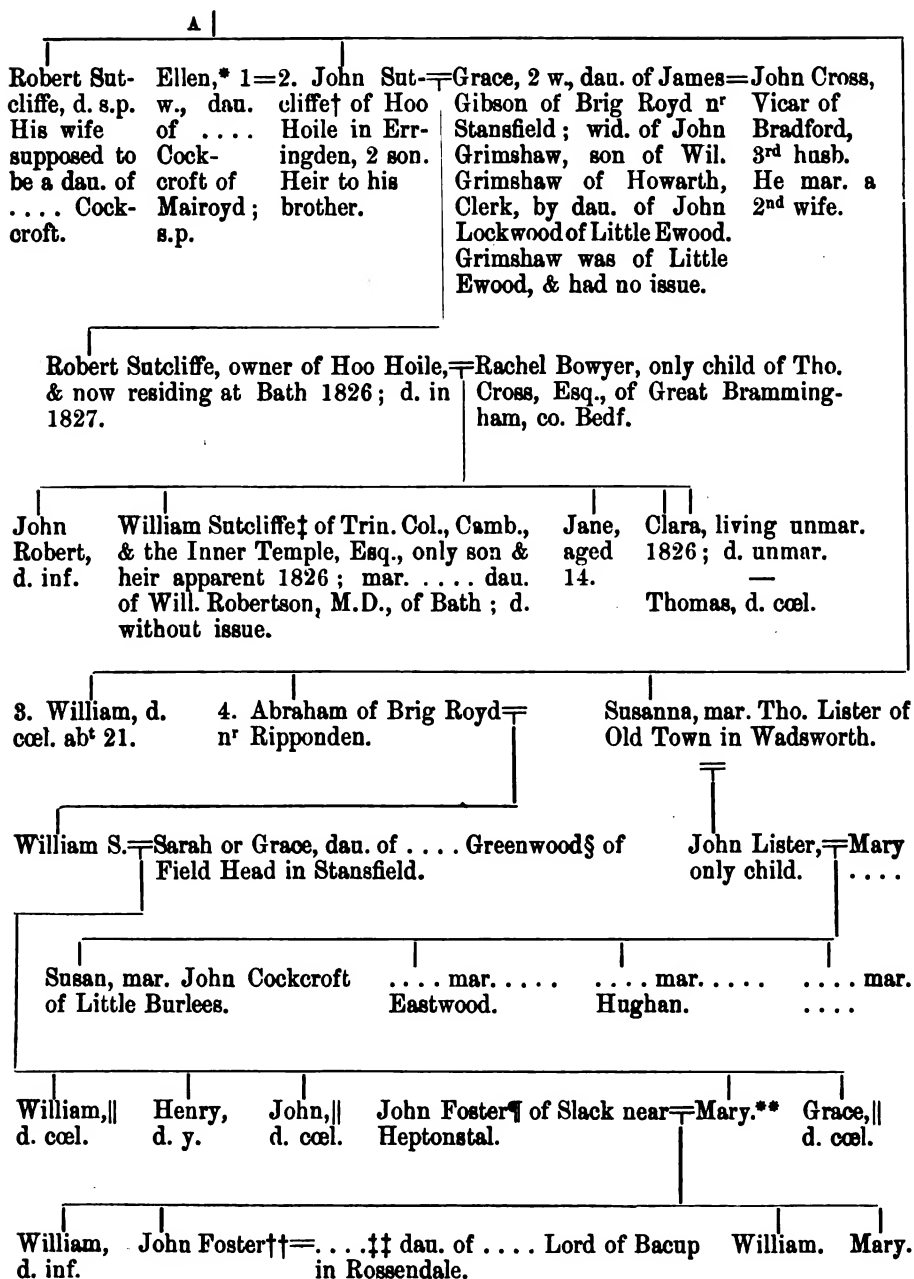 A
Robert Sut-
cliffe, d. s.p.
His wife
supposed to
be a dau. of
.... Cock-
croft.
Ellen,* 1=2.
w., dau.
of ....
Cock-
croft of
Mairoyd;
s.p.
John Sut-
cliffe† of Hoo
Hoile in Err-
ingden, 2 son.
Heir to his
brother.
Grace, 2 w., dau. of James=
Gibson of Brig Royd nʳ
Stansfield; wid. of John
Grimshaw, son of Wil.
Grimshaw of Howarth,
Clerk, by dau. of John
Lockwood of Little Ewood.
Grimshaw was of Little
Ewood, & had no issue.
John Cross,
Vicar of
Bradford,
3ʳᵈ husb.
He mar. a
2ⁿᵈ wife.
Robert Sutcliffe, owner of Hoo Hoile,
& now residing at Bath 1826; d. in
1827.
Rachel Bowyer, only child of Tho.
Cross, Esq., of Great Bramming-
ham, co. Bedf.
John
Robert,
d. inf.
William Sutcliffe‡ of Trin. Col., Camb.,
& the Inner Temple, Esq., only son &
heir apparent 1826; mar. .... dau.
of Will. Robertson, M.D., of Bath; d.
without issue.
Jane,
aged
14.
Clara, living unmar.
1826; d. unmar.
—
Thomas, d. cœl.
3. William, d.
cœl. abᵗ 21.
4. Abraham of Brig Royd
nʳ Ripponden.
Susanna, mar. Tho. Lister of
Old Town in Wadsworth.
William S.
Sarah or Grace, dau. of .... Greenwood§ of
Field Head in Stansfield.
John Lister,
only child.
Mary
....
Susan, mar. John Cockcroft
of Little Burlees.
.... mar. ....
Eastwood.
.... mar. ....
Hughan.
.... mar.
....
William,||
d. cœl.
Henry,
d. y.
John,||
d. cœl.
John Foster¶ of Slack near
Heptonstal.
Mary.**
Grace,||
d. cœl.
William,
d. inf.
John Foster††=....‡‡ dau. of .... Lord of Bacup
in Rossendale.
William.
Mary.